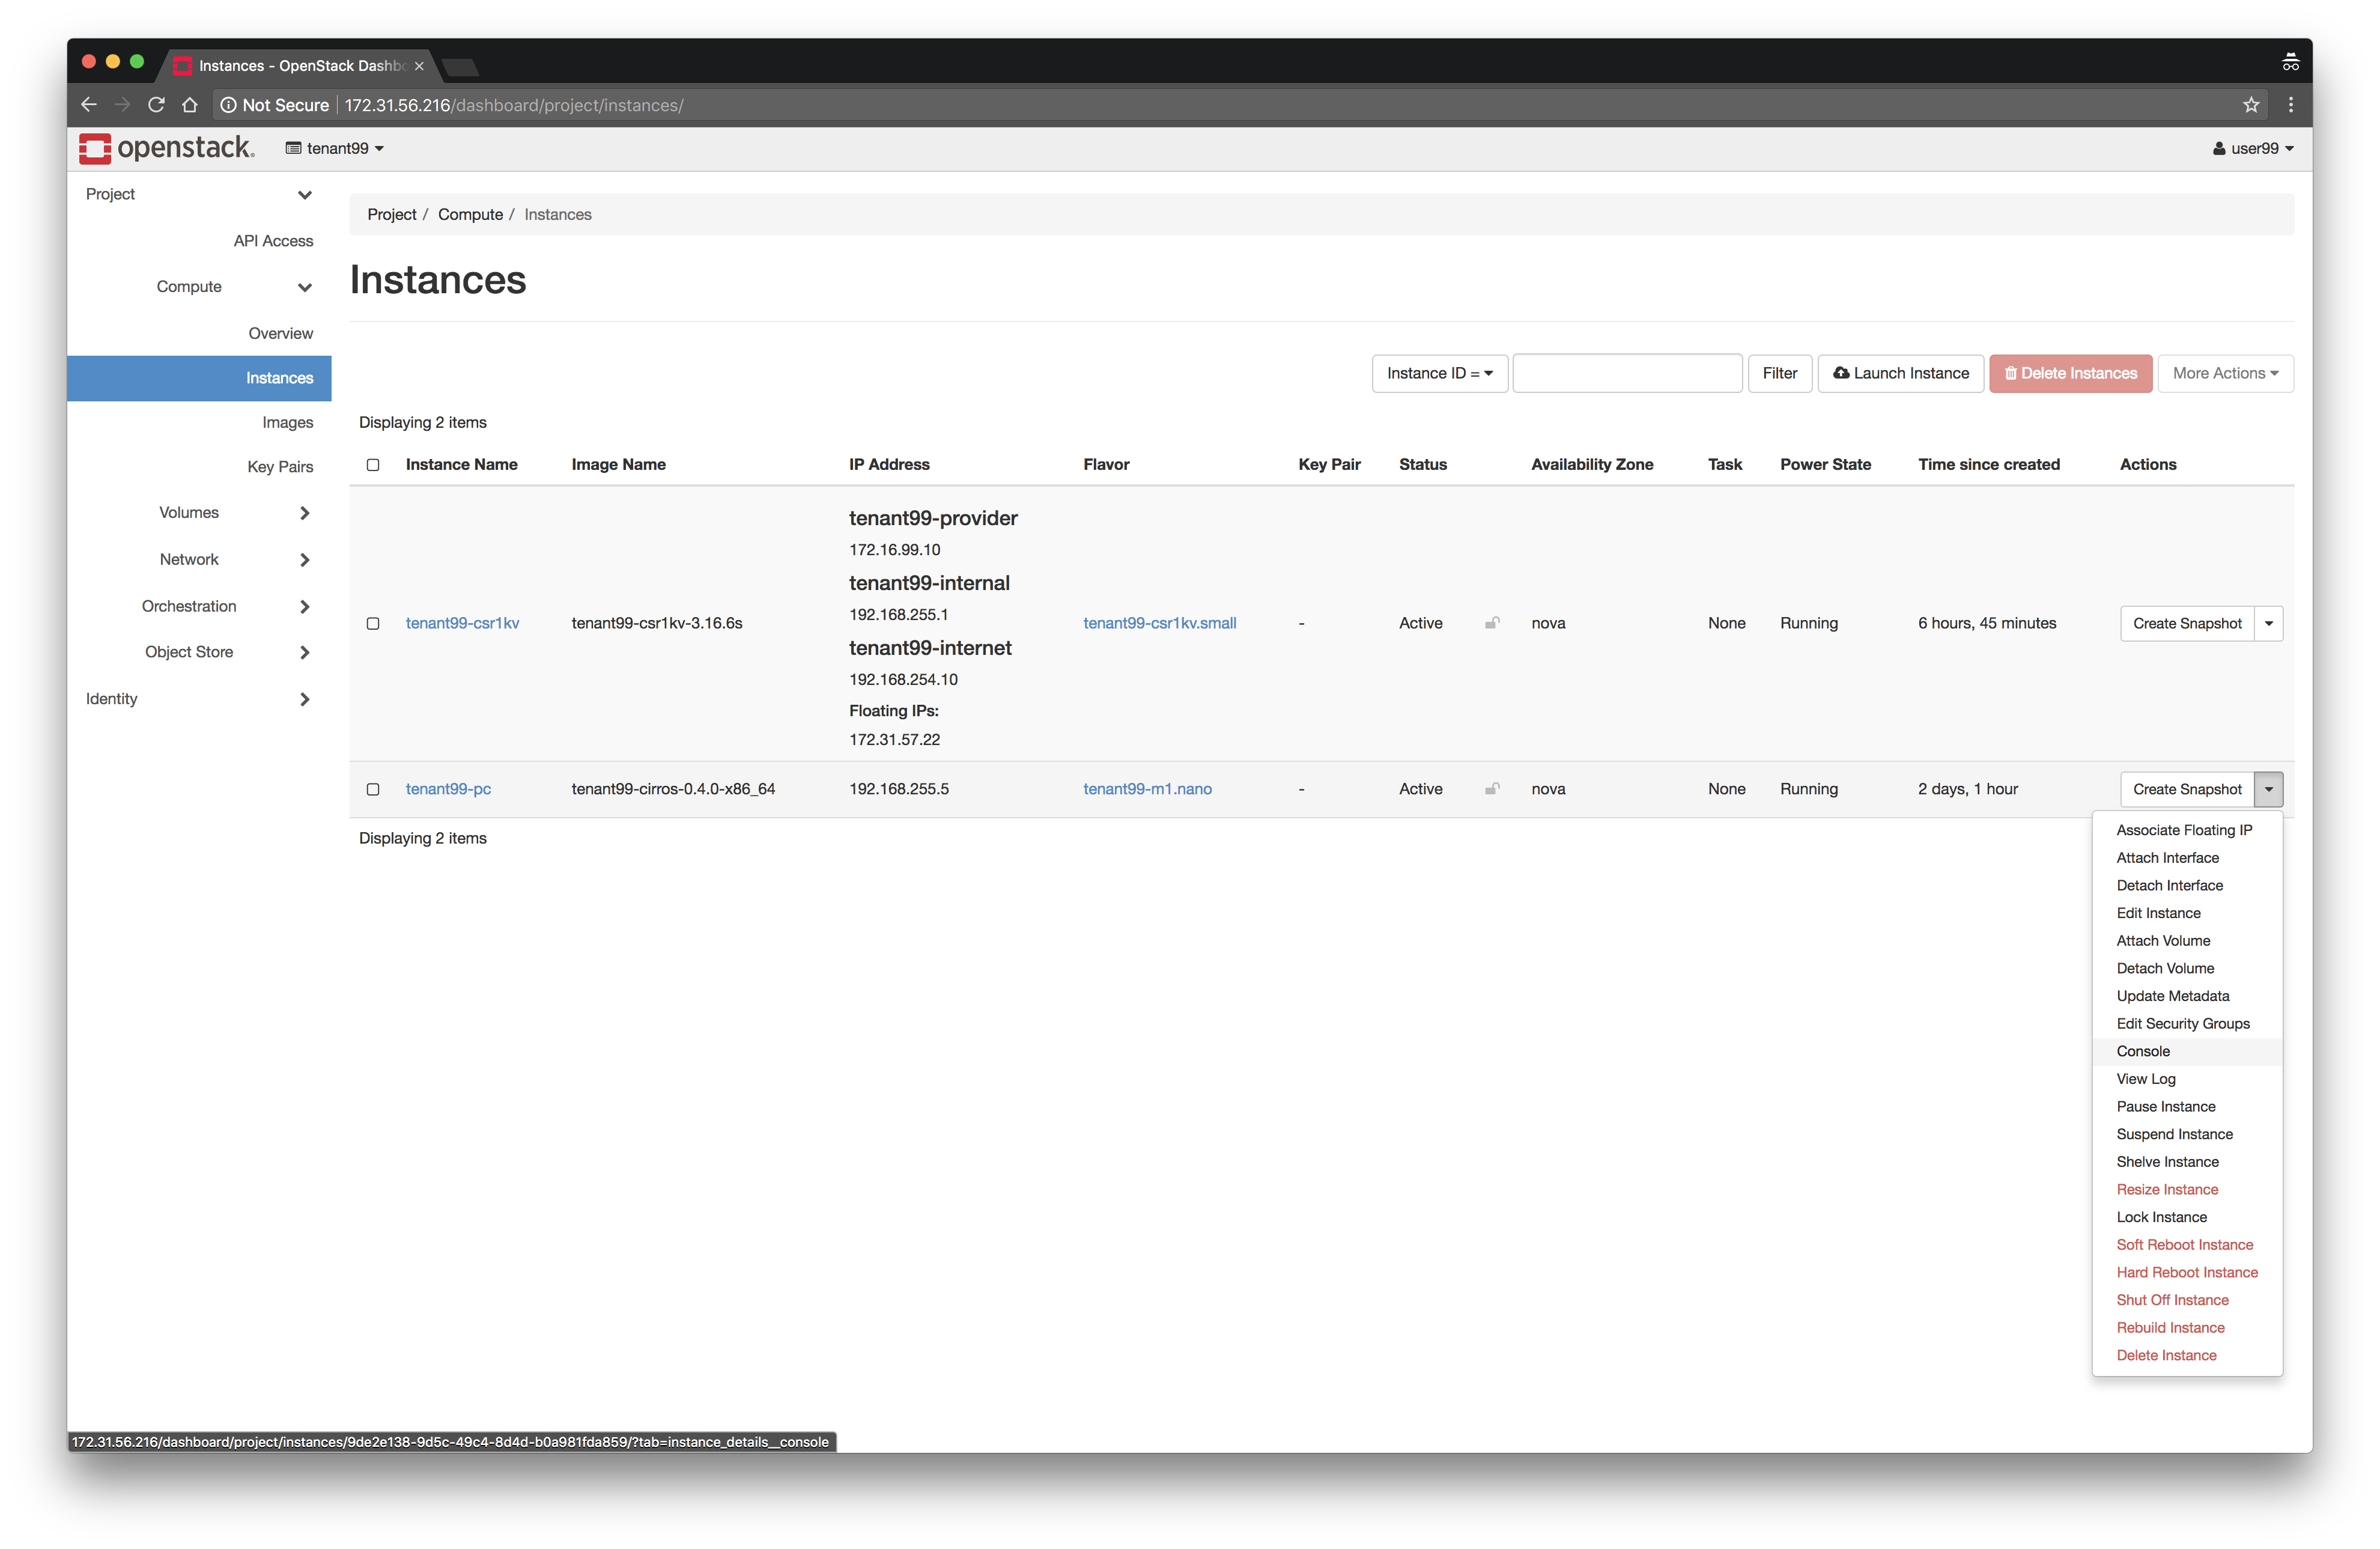 Instances - OpenStack Dashbo
Not Secure 172.31.56.216/dashboard/project/instances/
openstack. tenant99 user99
Project
API Access
Compute
Overview
Instances
Images
Key Pairs
Volumes
Network
Orchestration
Object Store
Identity
Project / Compute / Instances
Instances
Instance ID = Filter Launch Instance Delete Instances More Actions
Displaying 2 items
Instance Name Image Name IP Address Flavor Key Pair Status Availability Zone Task Power State Time since created Actions
tenant99-provider
172.16.99.10
tenant99-internal
192.168.255.1
tenant99-csr1kv tenant99-csr1kv-3.16.6s tenant99-csr1kv.small - Active nova None Running 6 hours, 45 minutes Create Snapshot
tenant99-internet
192.168.254.10
Floating IPs:
172.31.57.22
tenant99-pc tenant99-cirros-0.4.0-x86_64 192.168.255.5 tenant99-m1.nano - Active nova None Running 2 days, 1 hour Create Snapshot
Displaying 2 items
Associate Floating IP
Attach Interface
Detach Interface
Edit Instance
Attach Volume
Detach Volume
Update Metadata
Edit Security Groups
Console
View Log
Pause Instance
Suspend Instance
Shelve Instance
Resize Instance
Lock Instance
Soft Reboot Instance
Hard Reboot Instance
Shut Off Instance
Rebuild Instance
Delete Instance
172.31.56.216/dashboard/project/instances/9de2e138-9d5c-49c4-8d4d-b0a981fda859/?tab=instance_details__console